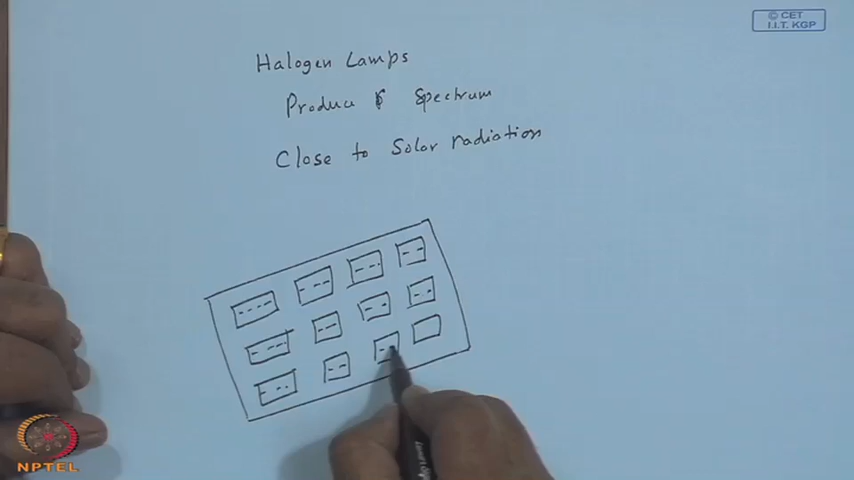 © CET
I.I.T. KGP
Halogen Lamps
Produce Spectrum
Close to Solar radiation
NPTEL